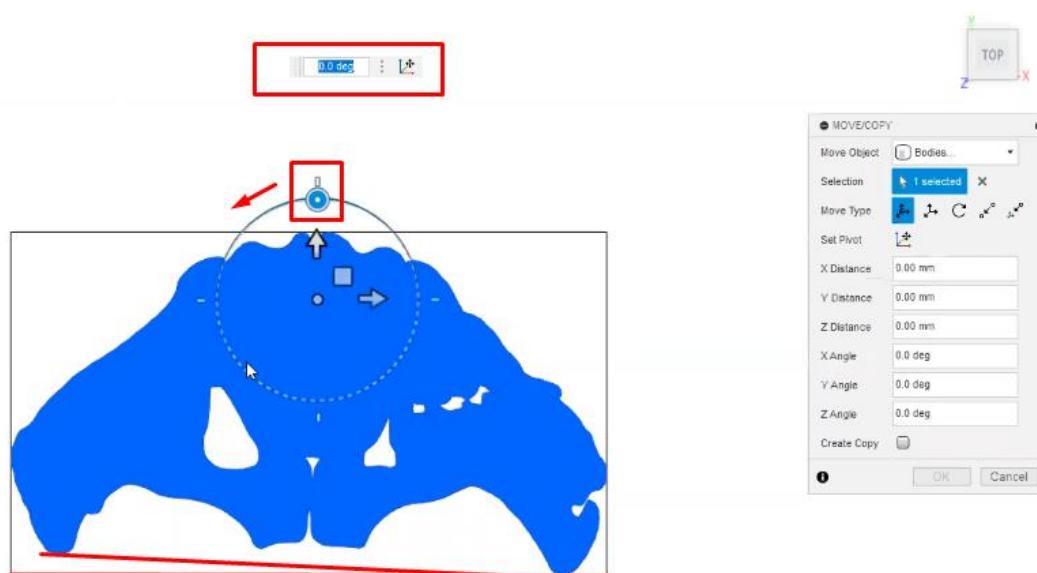 Y
TOP
X
Z
0.0 deg
MOVE/COPY
Move Object
Bodies...
Selection
1 selected
Move Type
Set Pivot
X Distance
0.00 mm
Y Distance
0.00 mm
Z Distance
0.00 mm
X Angle
0.0 deg
Y Angle
0.0 deg
Z Angle
0.0 deg
Create Copy
OK
Cancel